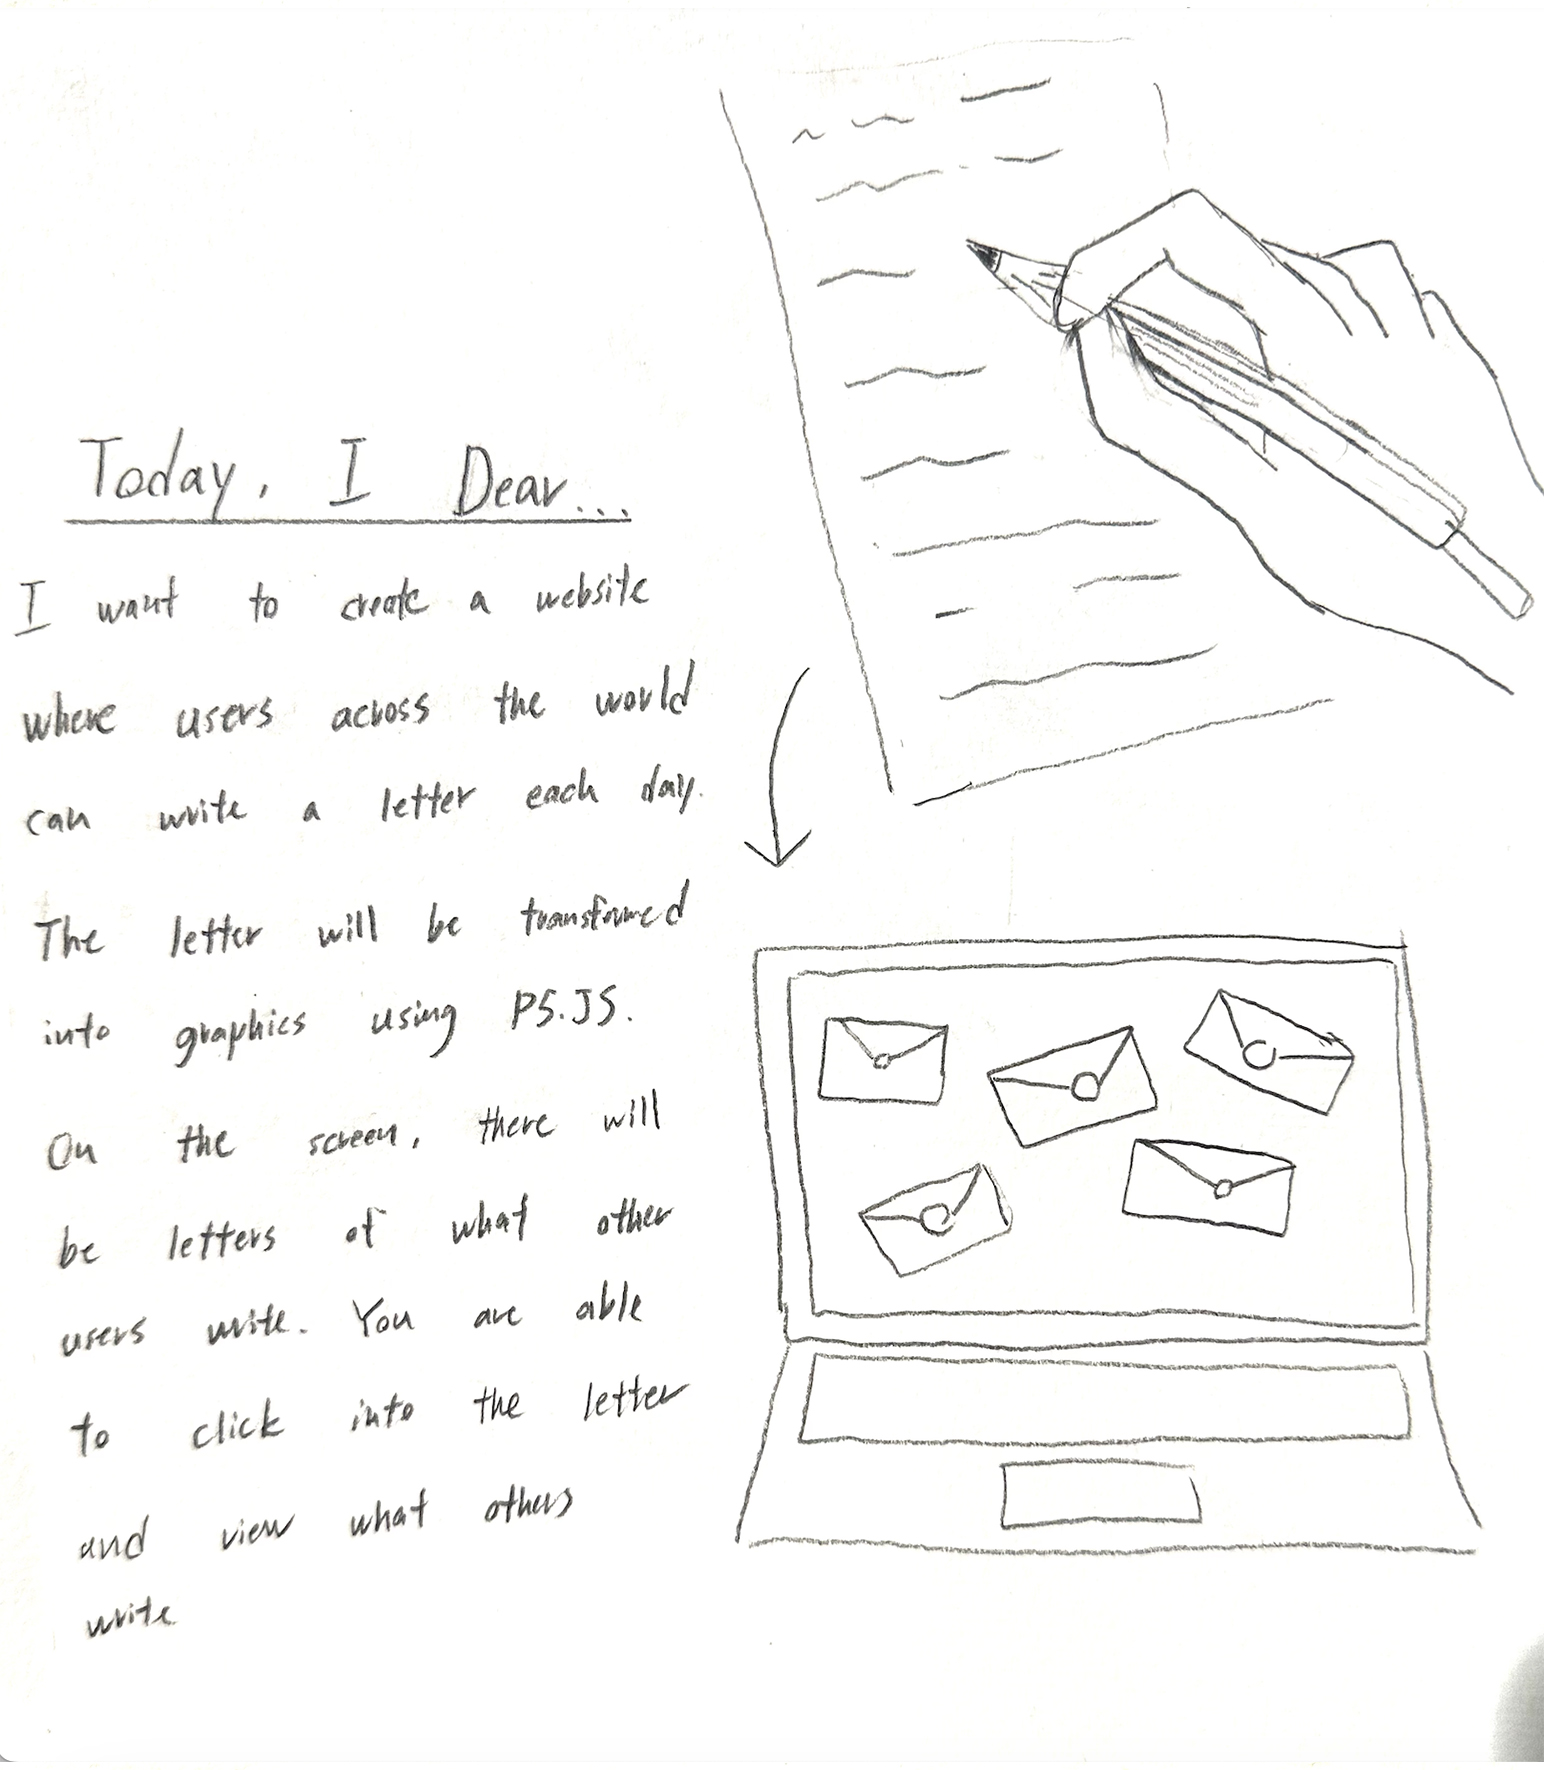 Today, I Dear...
I want to create a website
where users across the world
can write a letter each day.
The letter will be transformed
into graphics using P5.JS.
On the screen, there will
be letters of what other
users write. You are able
to click into the letter
and view what others
write